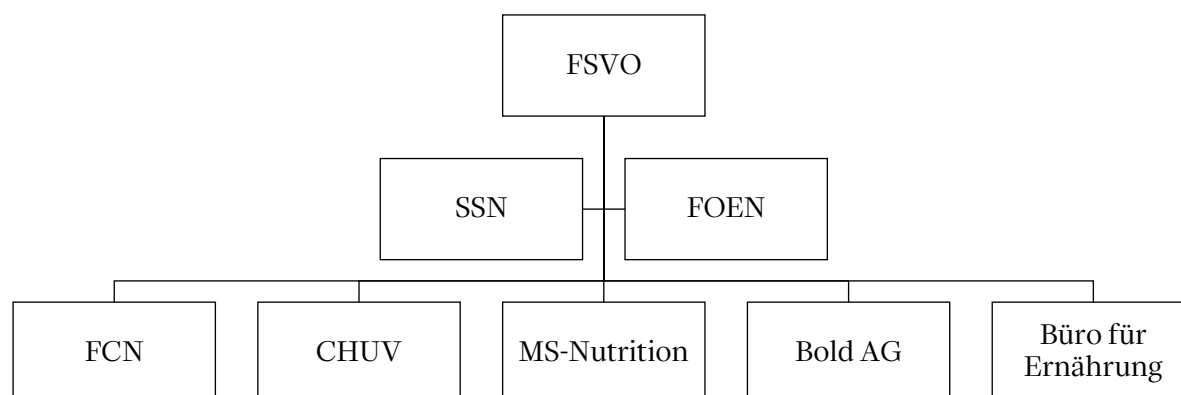 FSVO
SSN
FOEN
FCN
CHUV
MS-Nutrition
Bold AG
Büro für
Ernährung